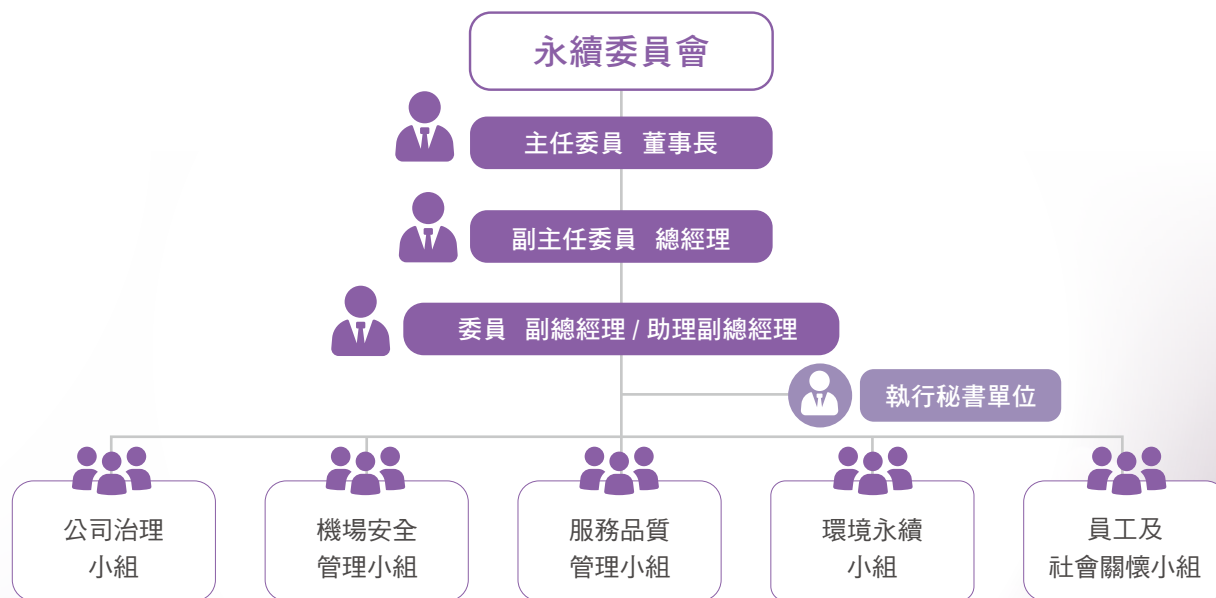 永續委員會
主任委員 董事長
副主任委員 總經理
委員 副總經理 / 助理副總經理
執行秘書單位
公司治理
小組
機場安全
管理小組
服務品質
管理小組
環境永續
小組
員工及
社會關懷小組